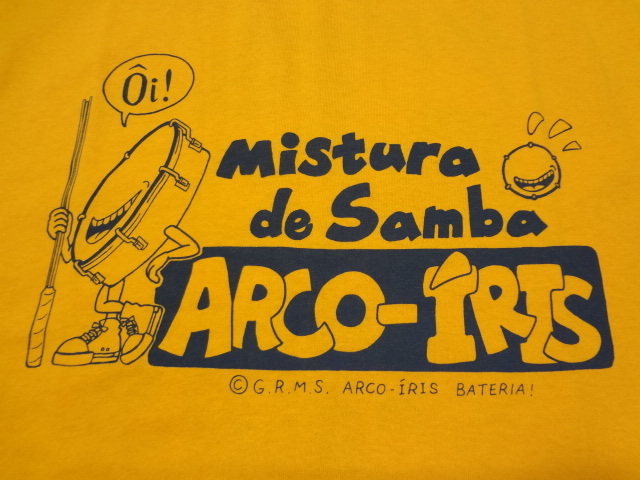 Ôi!
Mistura
de Samba
ARCO-ÍRIS
© G.R.M.S. ARCO-ÍRIS BATERIA!